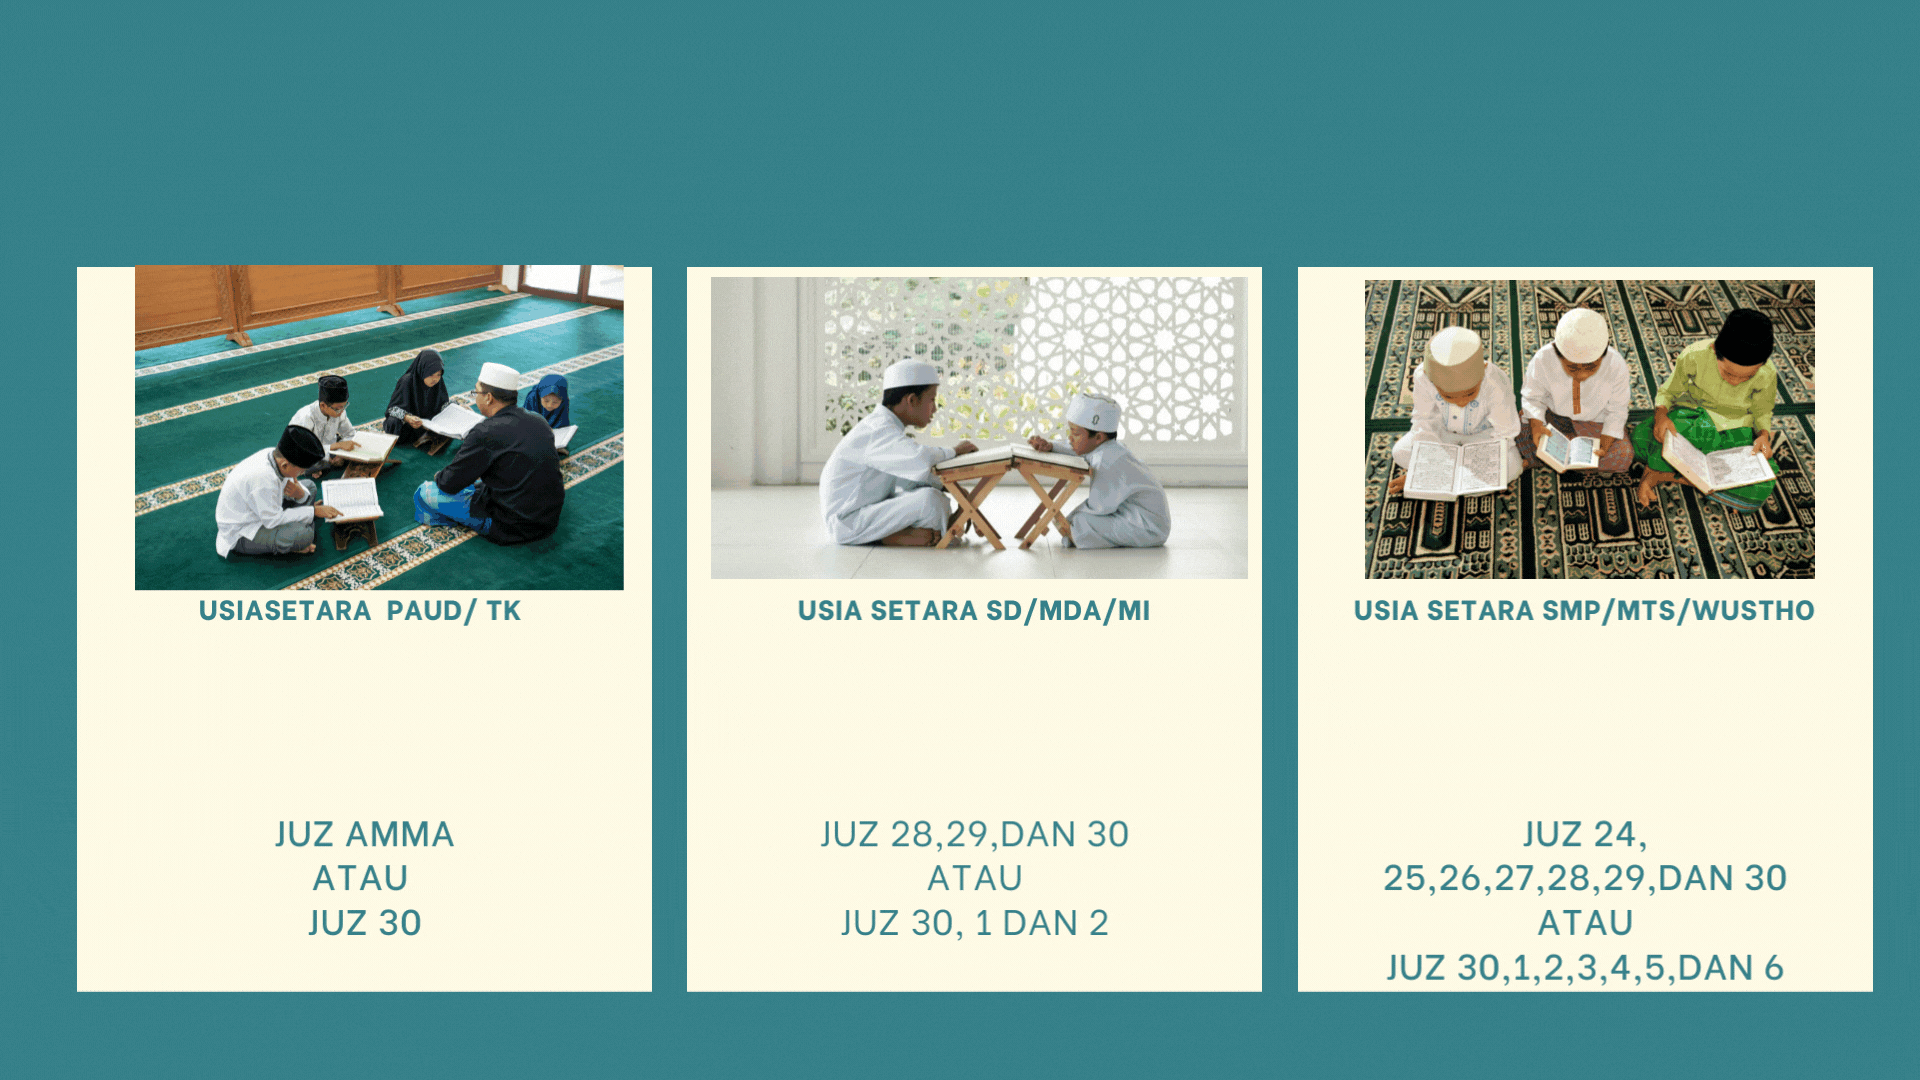 USIASETARA  PAUD/ TK
JUZ AMMA
ATAU
JUZ 30
USIA SETARA SD/MDA/MI
JUZ 28,29,DAN 30
ATAU
JUZ 30, 1 DAN 2
USIA SETARA SMP/MTS/WUSTHO
JUZ 24,
25,26,27,28,29,DAN 30
ATAU
JUZ 30,1,2,3,4,5,DAN 6